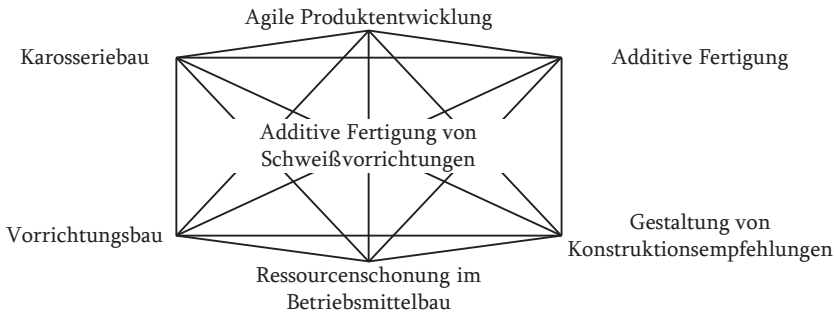 Agile Produktentwicklung
Karosseriebau
Additive Fertigung
Additive Fertigung von
Schweißvorrichtungen
Vorrichtungsbau
Gestaltung von
Konstruktionsempfehlungen
Ressourcenschonung im
Betriebsmittelbau